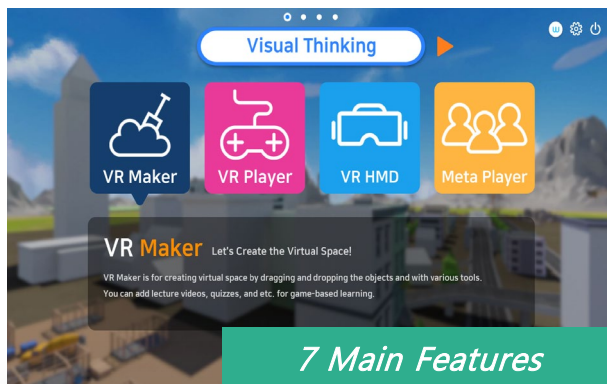 Visual Thinking
w
VR Maker
VR Player
VR HMD
Meta Player
VR Maker Let's Create the Virtual Space!
VR Maker is for creating virtual space by dragging and dropping the objects and with various tools.
You can add lecture videos, quizzes, and etc. for game-based learning.
7 Main Features